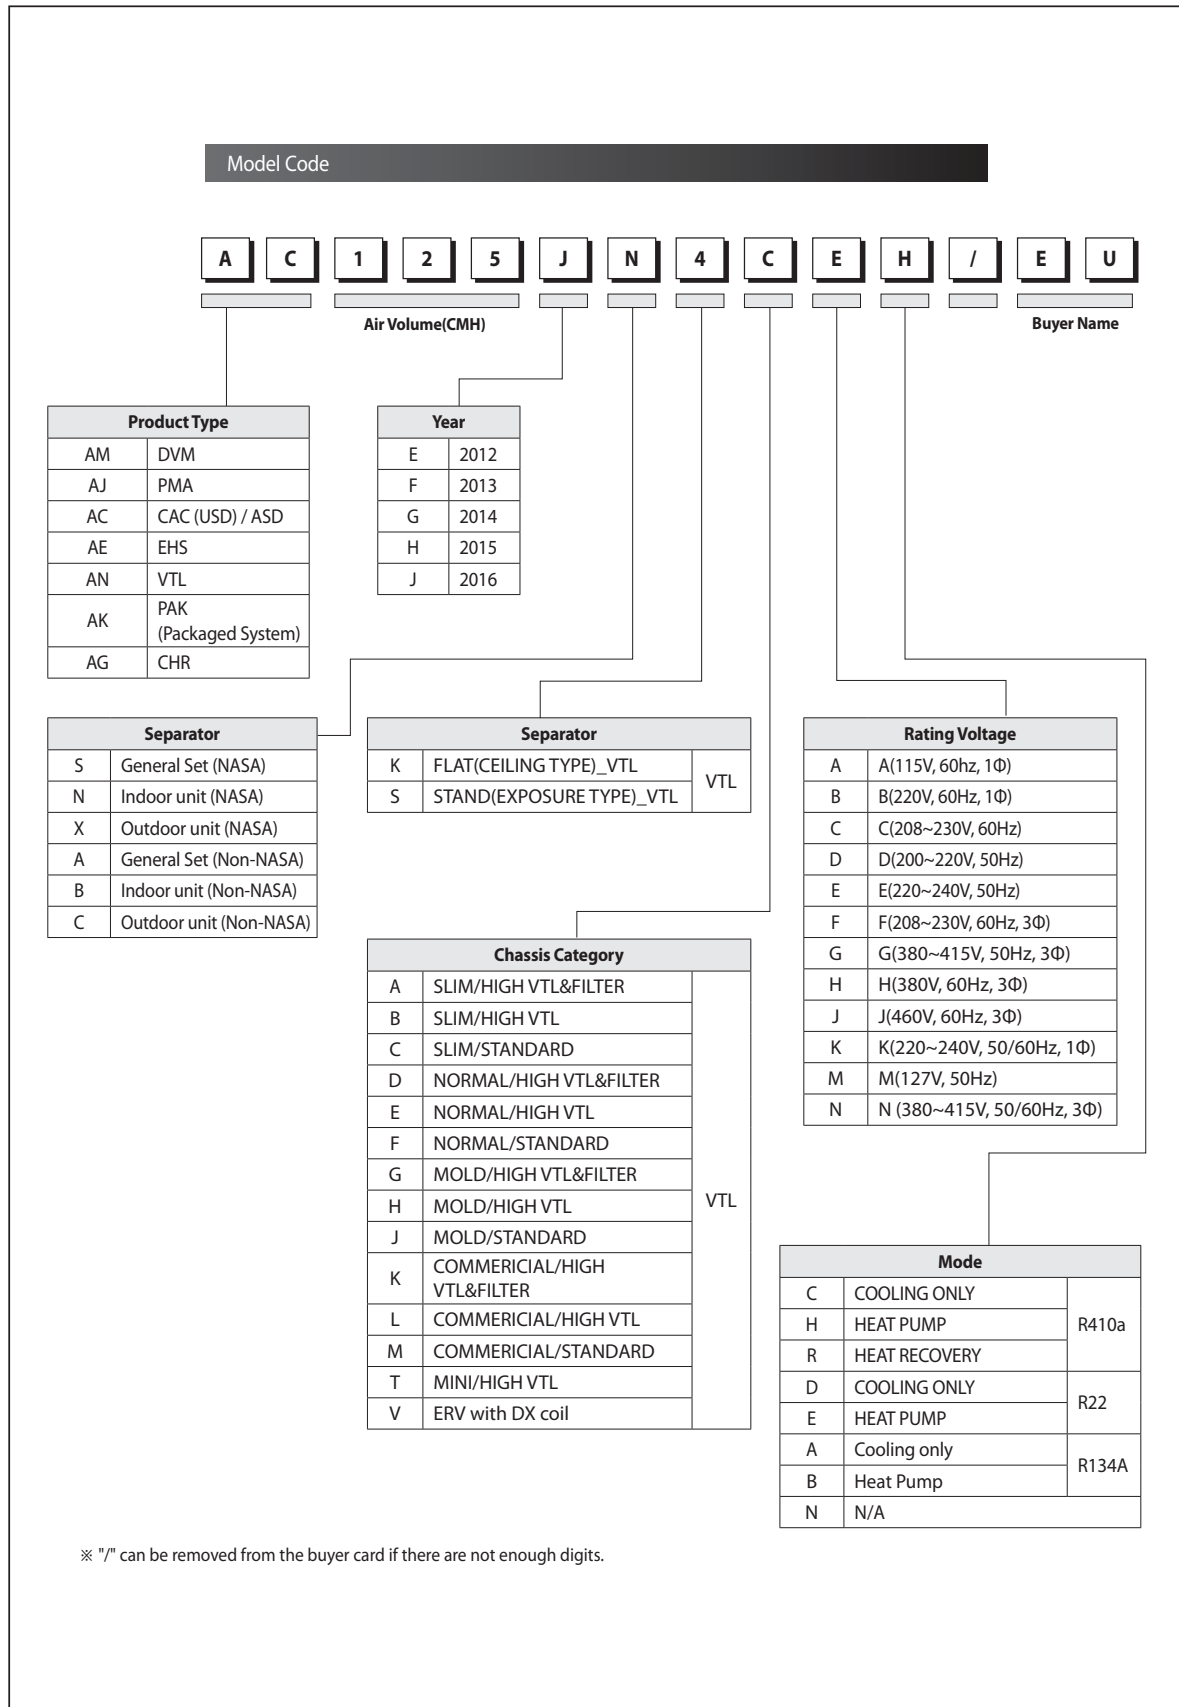 Model Code
A C 1 2 5 J N 4 C E H / E U
Air Volume(CMH)
Buyer Name
Product Type
AM DVM
AJ PMA
AC CAC (USD) / ASD
AE EHS
AN VTL
AK PAK
(Packaged System)
AG CHR
Year
E 2012
F 2013
G 2014
H 2015
J 2016
Separator
S General Set (NASA)
N Indoor unit (NASA)
X Outdoor unit (NASA)
A General Set (Non-NASA)
B Indoor unit (Non-NASA)
C Outdoor unit (Non-NASA)
Separator
K FLAT(CEILING TYPE)_VTL
S STAND(EXPOSURE TYPE)_VTL
VTL
Chassis Category
A SLIM/HIGH VTL&FILTER
B SLIM/HIGH VTL
C SLIM/STANDARD
D NORMAL/HIGH VTL&FILTER
E NORMAL/HIGH VTL
F NORMAL/STANDARD
G MOLD/HIGH VTL&FILTER
H MOLD/HIGH VTL
J MOLD/STANDARD
K COMMERICIAL/HIGH
VTL&FILTER
L COMMERICIAL/HIGH VTL
M COMMERICIAL/STANDARD
T MINI/HIGH VTL
V ERV with DX coil
VTL
Rating Voltage
A A(115V, 60hz, 1Φ)
B B(220V, 60Hz, 1Φ)
C C(208~230V, 60Hz)
D D(200~220V, 50Hz)
E E(220~240V, 50Hz)
F F(208~230V, 60Hz, 3Φ)
G G(380~415V, 50Hz, 3Φ)
H H(380V, 60Hz, 3Φ)
J J(460V, 60Hz, 3Φ)
K K(220~240V, 50/60Hz, 1Φ)
M M(127V, 50Hz)
N N (380~415V, 50/60Hz, 3Φ)
Mode
C COOLING ONLY
H HEAT PUMP
R HEAT RECOVERY
R410a
D COOLING ONLY
E HEAT PUMP
R22
A Cooling only
B Heat Pump
R134A
N N/A
※ "/" can be removed from the buyer card if there are not enough digits.